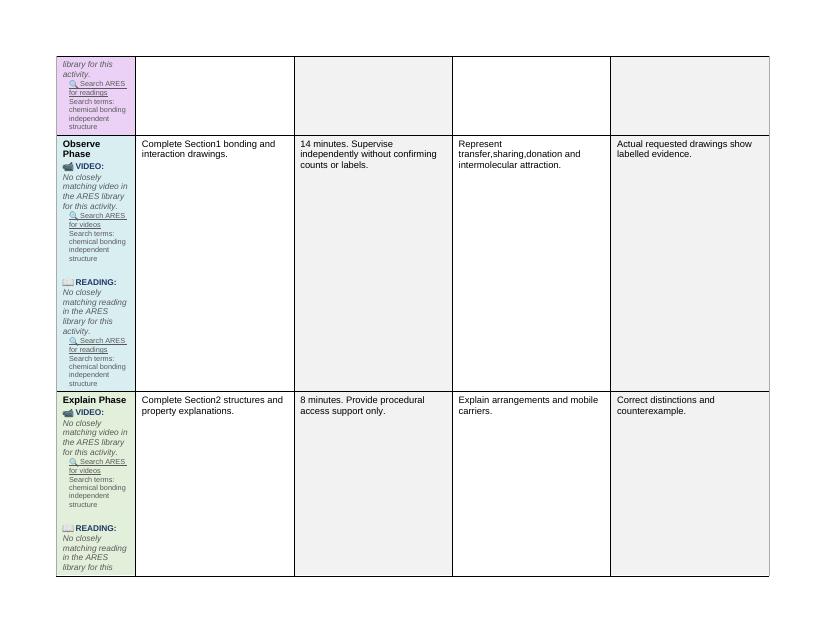 library for this
activity.
🔍 Search ARES
for readings
Search terms:
chemical bonding
independent
structure
Observe
Phase
📹 VIDEO:
No closely
matching video in
the ARES library
for this activity.
🔍 Search ARES
for videos
Search terms:
chemical bonding
independent
structure
📖 READING:
No closely
matching reading
in the ARES
library for this
activity.
🔍 Search ARES
for readings
Search terms:
chemical bonding
independent
structure
Complete Section1 bonding and
interaction drawings.
14 minutes. Supervise
independently without confirming
counts or labels.
Represent
transfer,sharing,donation and
intermolecular attraction.
Actual requested drawings show
labelled evidence.
Explain Phase
📹 VIDEO:
No closely
matching video in
the ARES library
for this activity.
🔍 Search ARES
for videos
Search terms:
chemical bonding
independent
structure
📖 READING:
No closely
matching reading
in the ARES
library for this
Complete Section2 structures and
property explanations.
8 minutes. Provide procedural
access support only.
Explain arrangements and mobile
carriers.
Correct distinctions and
counterexample.